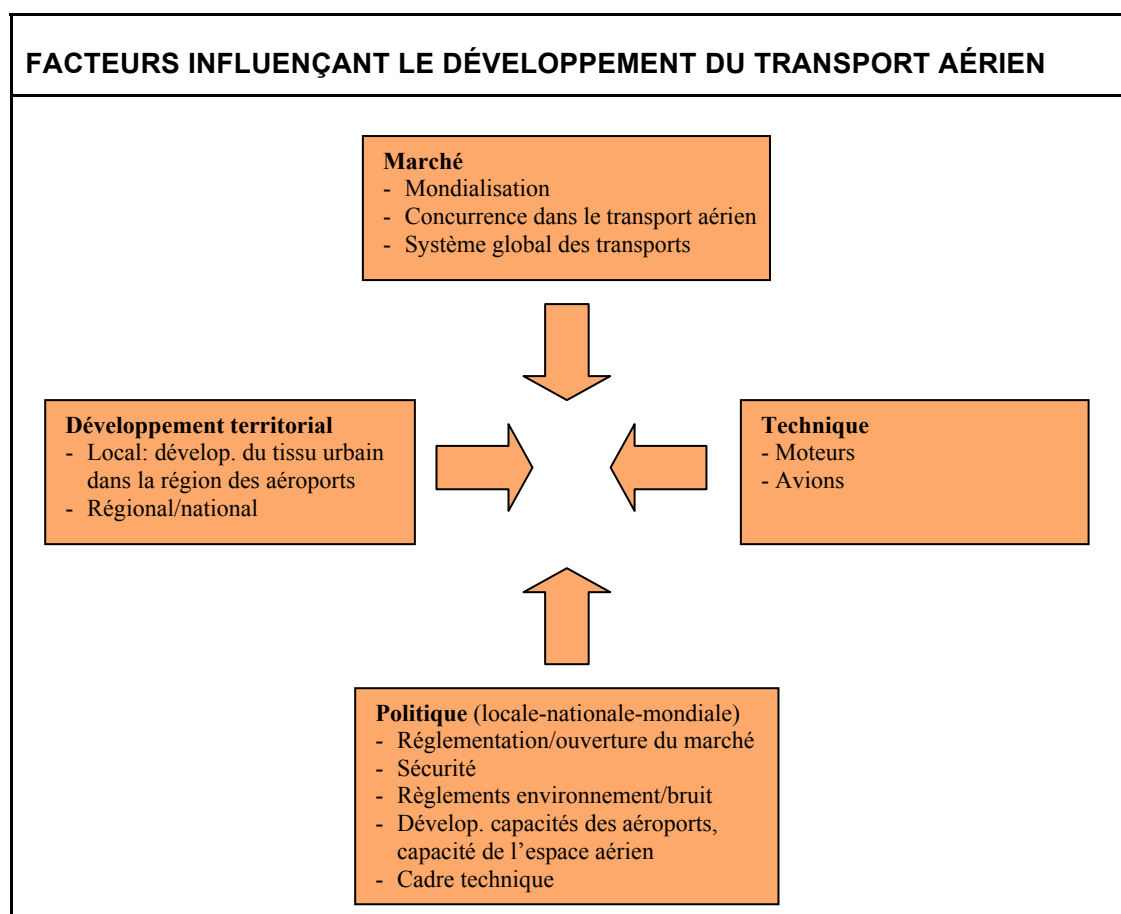 FACTEURS INFLUENÇANT LE DÉVELOPPEMENT DU TRANSPORT AÉRIEN
Marché
- Mondialisation
- Concurrence dans le transport aérien
- Système global des transports
Développement territorial
- Local: dévelop. du tissu urbain
dans la région des aéroports
- Régional/national
Technique
- Moteurs
- Avions
Politique (locale-nationale-mondiale)
- Réglementation/ouverture du marché
- Sécurité
- Règlements environnement/bruit
- Dévelop. capacités des aéroports,
capacité de l’espace aérien
- Cadre technique